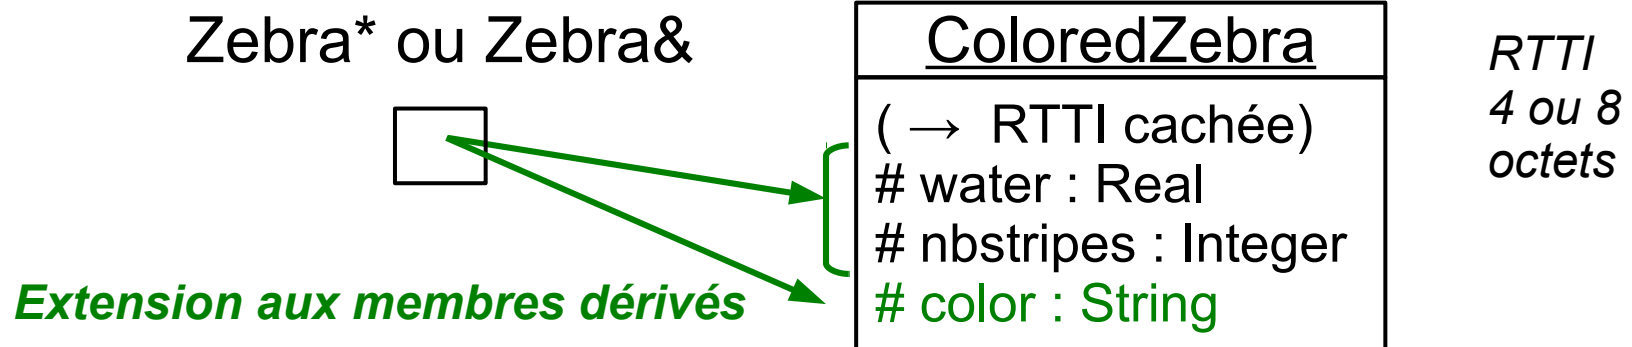 Zebra* ou Zebra&
ColoredZebra
( → RTTI cachée)
# water : Real
# nbstripes : Integer
# color : String
RTTI
4 ou 8
octets
Extension aux membres dérivés